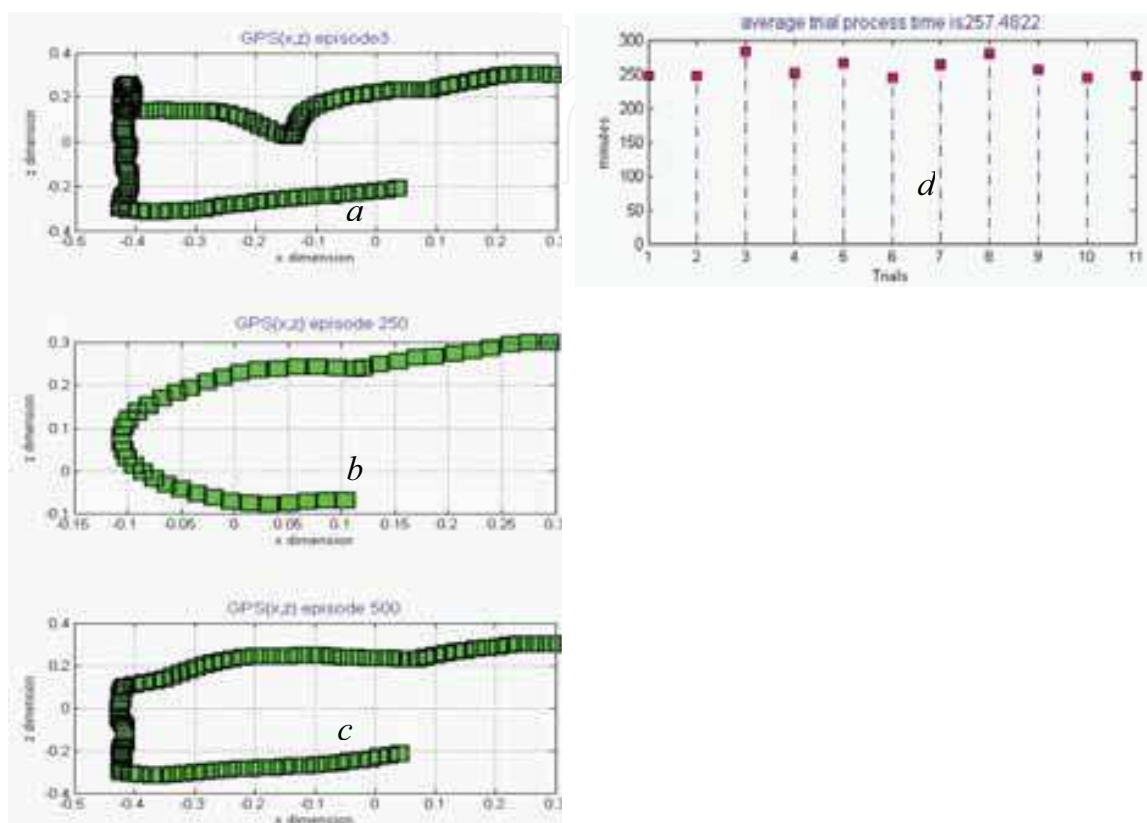 GPS(x,z) episode3
0.4
0.2
0
-0.2
-0.4
z dimension
-0.5 -0.4 -0.3 -0.2 -0.1 0 0.1 0.2 0.3
x dimension
a
GPS(x,z) episode 250
0.3
0.2
0.1
0
-0.1
z dimension
-0.15 -0.1 0.05 0 0.05 0.1 0.15 0.2 0.25 0.3
x dimension
b
GPS(x,z) episode 500
0.4
0.2
0
-0.2
-0.4
z dimension
-0.5 -0.4 -0.3 -0.2 -0.1 0 0.1 0.2 0.3
x dimension
c
average trial process time is257.4822
300
250
200
150
100
50
0
minutes
1 2 3 4 5 6 7 8 9 10 11
Trials
d